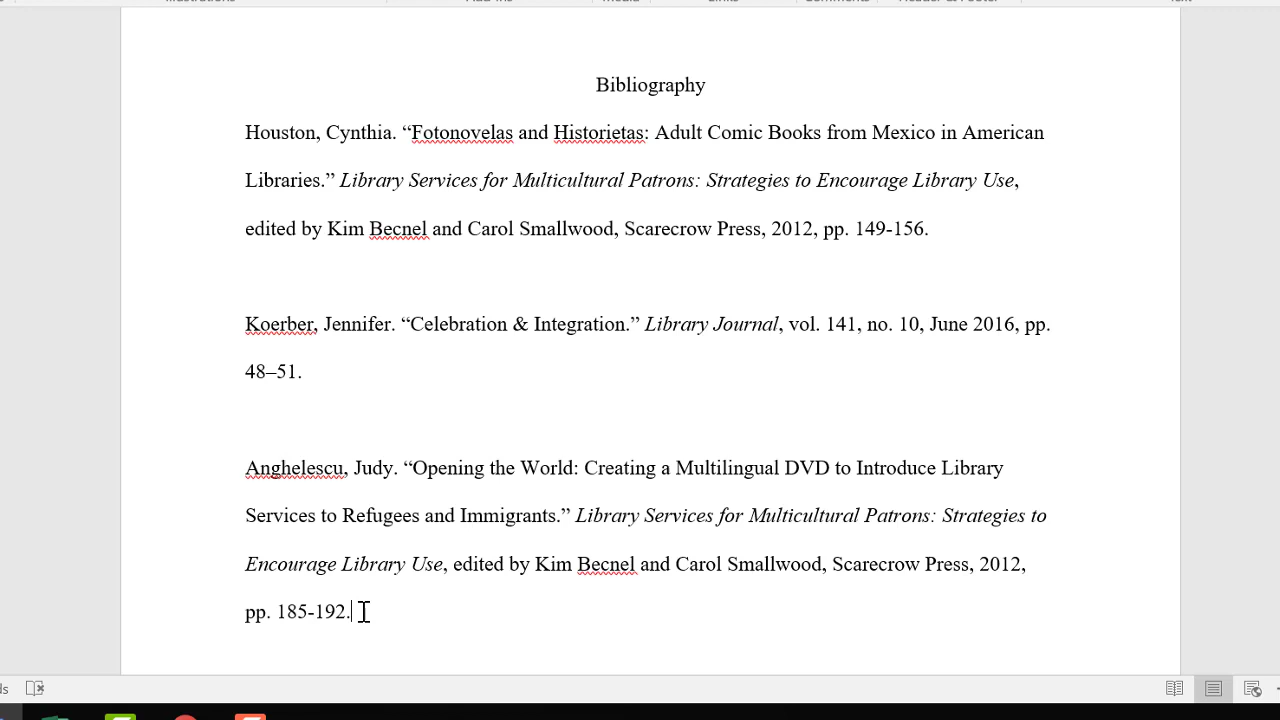 Bibliography
Houston, Cynthia. “Fotonovelas and Historietas: Adult Comic Books from Mexico in American
Libraries.” Library Services for Multicultural Patrons: Strategies to Encourage Library Use,
edited by Kim Becnel and Carol Smallwood, Scarecrow Press, 2012, pp. 149-156.
Koerber, Jennifer. “Celebration & Integration.” Library Journal, vol. 141, no. 10, June 2016, pp.
48–51.
Anghelescu, Judy. “Opening the World: Creating a Multilingual DVD to Introduce Library
Services to Refugees and Immigrants.” Library Services for Multicultural Patrons: Strategies to
Encourage Library Use, edited by Kim Becnel and Carol Smallwood, Scarecrow Press, 2012,
pp. 185-192.